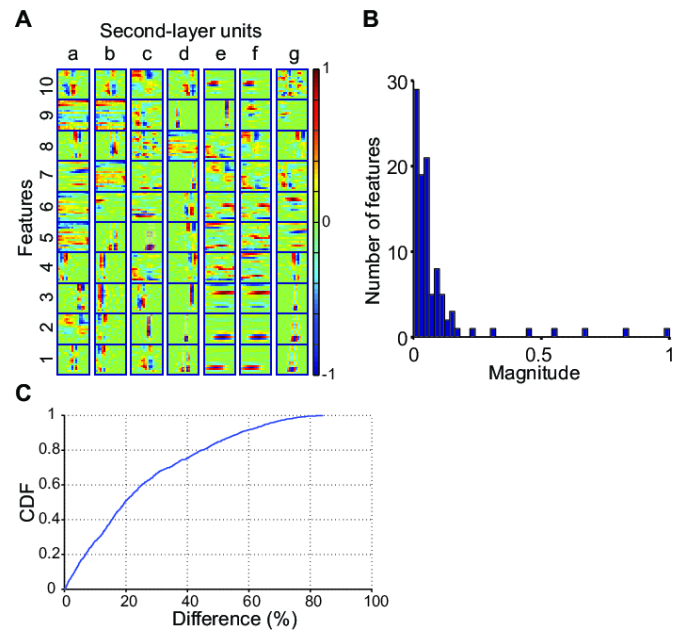 A
Second-layer units
a b c d e f g
Features
10
9
8
7
6
5
4
3
2
1
1
0
-1
B
Number of features
30
20
10
0
0 0.5 1
Magnitude
C
CDF
1
0.8
0.6
0.4
0.2
0
0 20 40 60 80 100
Difference (%)